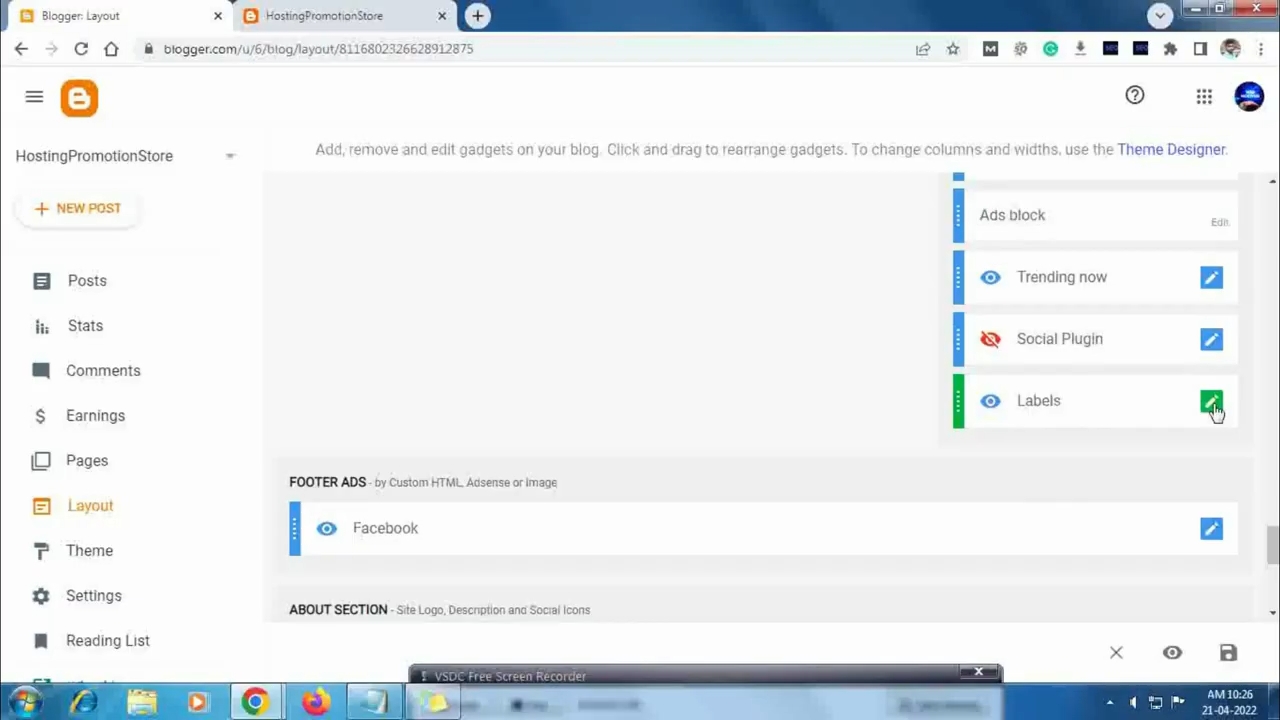 Blogger: Layout
HostingPromotionStore
blogger.com/u/6/blog/layout/8116802326628912875
HostingPromotionStore
Add, remove and edit gadgets on your blog. Click and drag to rearrange gadgets. To change columns and widths, use the Theme Designer.
NEW POST
Posts
Stats
Comments
Earnings
Pages
Layout
Theme
Settings
Reading List
Ads block
Edit
Trending now
Social Plugin
Labels
FOOTER ADS - by Custom HTML, Adsense or Image
Facebook
ABOUT SECTION - Site Logo, Description and Social Icons
VSDC Free Screen Recorder
AM 10:26
21-04-2022